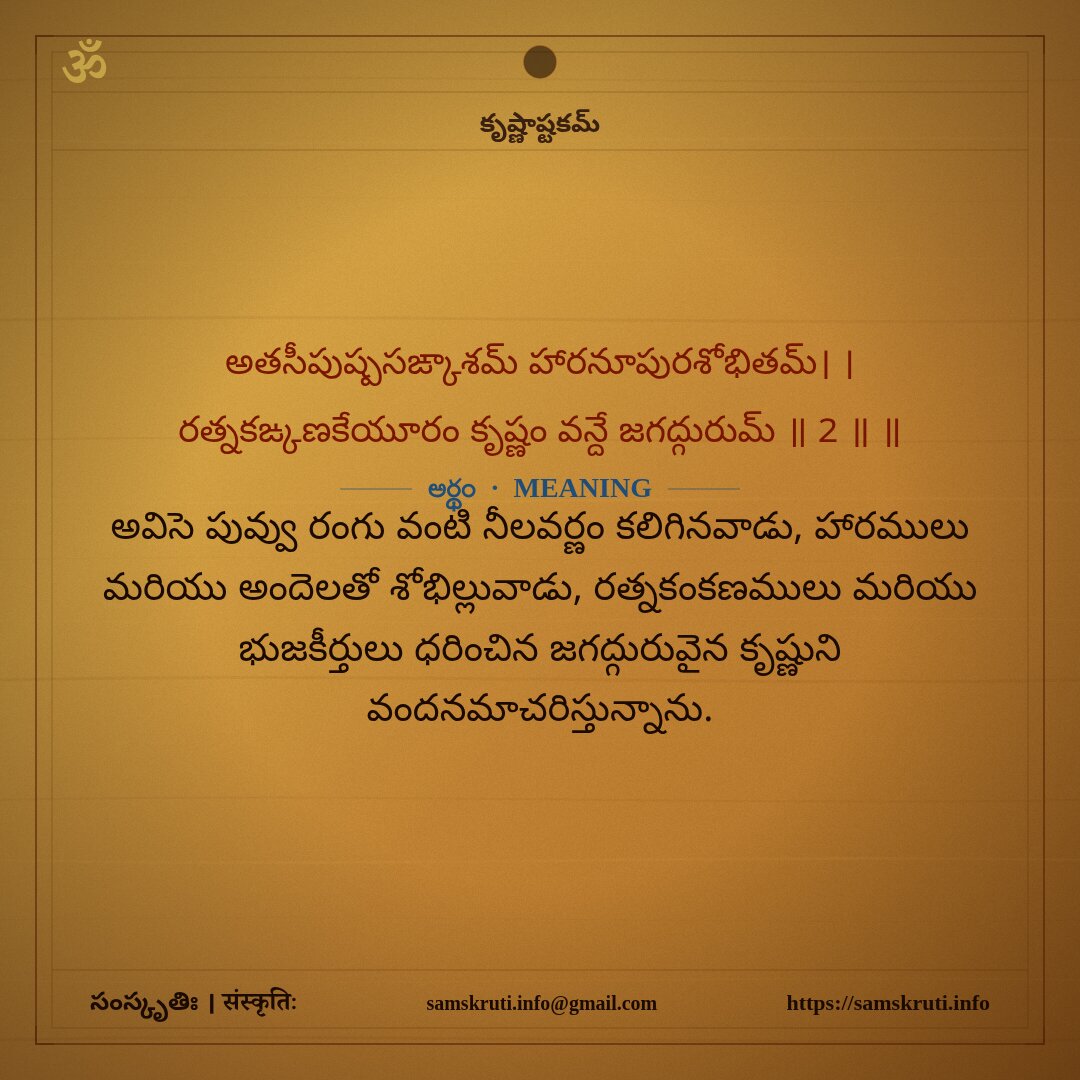 ॐ
కృష్ణాష్టకమ్
అతసీపుష్పసఙ్కాశమ్ హారనూపురశోభితమ్। ।
రత్నకఙ్కణకేయూరం కృష్ణం వన్దే జగద్గురుమ్ ॥ 2 ॥ ॥
అర్థం · MEANING
అవిసె పువ్వు రంగు వంటి నీలవర్ణం కలిగినవాడు, హారములు
మరియు అందెలతో శోభిల్లువాడు, రత్నకంకణములు మరియు
భుజకీర్తులు ధరించిన జగద్గురువైన కృష్ణుని
వందనమాచరిస్తున్నాను.
సంస్కృతిః | संस्कृतिः samskruti.info@gmail.com https://samskruti.info